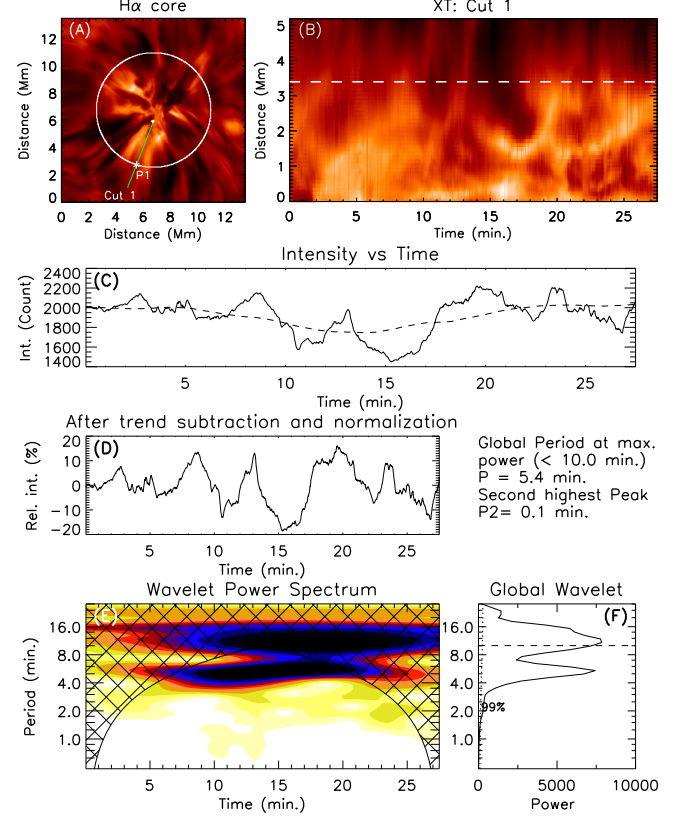 Hα core
XT: Cut 1
(A)
(B)
12
10
8
6
4
2
0
Distance (Mm)
P1
Cut 1
0 2 4 6 8 10 12
Distance (Mm)
5
4
3
2
1
0
Distance (Mm)
0 5 10 15 20 25
Time (min.)
Intensity vs Time
(C)
2400
2200
2000
1800
1600
1400
Int. (Count)
5 10 15 20 25
Time (min.)
After trend subtraction and normalization
(D)
20
10
0
-10
-20
Rel. int. (%)
5 10 15 20 25
Time (min.)
Global Period at max.
power (< 10.0 min.)
P = 5.4 min.
Second highest Peak
P2= 0.1 min.
Wavelet Power Spectrum
(E)
16.0
8.0
4.0
2.0
1.0
Period (min.)
5 10 15 20 25
Time (min.)
Global Wavelet
(F)
16.0
8.0
4.0
2.0
1.0
99%
0 5000 10000
Power